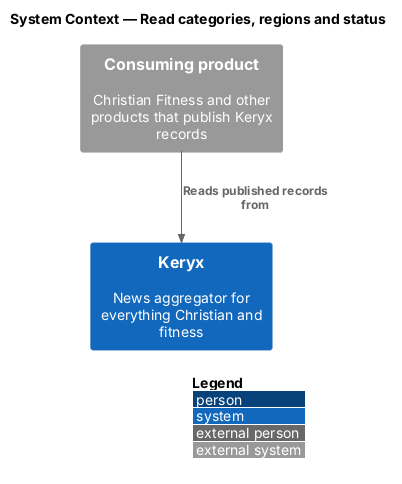 System Context — Read categories, regions and status
Consuming product
Christian Fitness and other
products that publish Keryx
records
Reads published records
from
Keryx
News aggregator for
everything Christian and
fitness
Legend
person
system
external person
external system